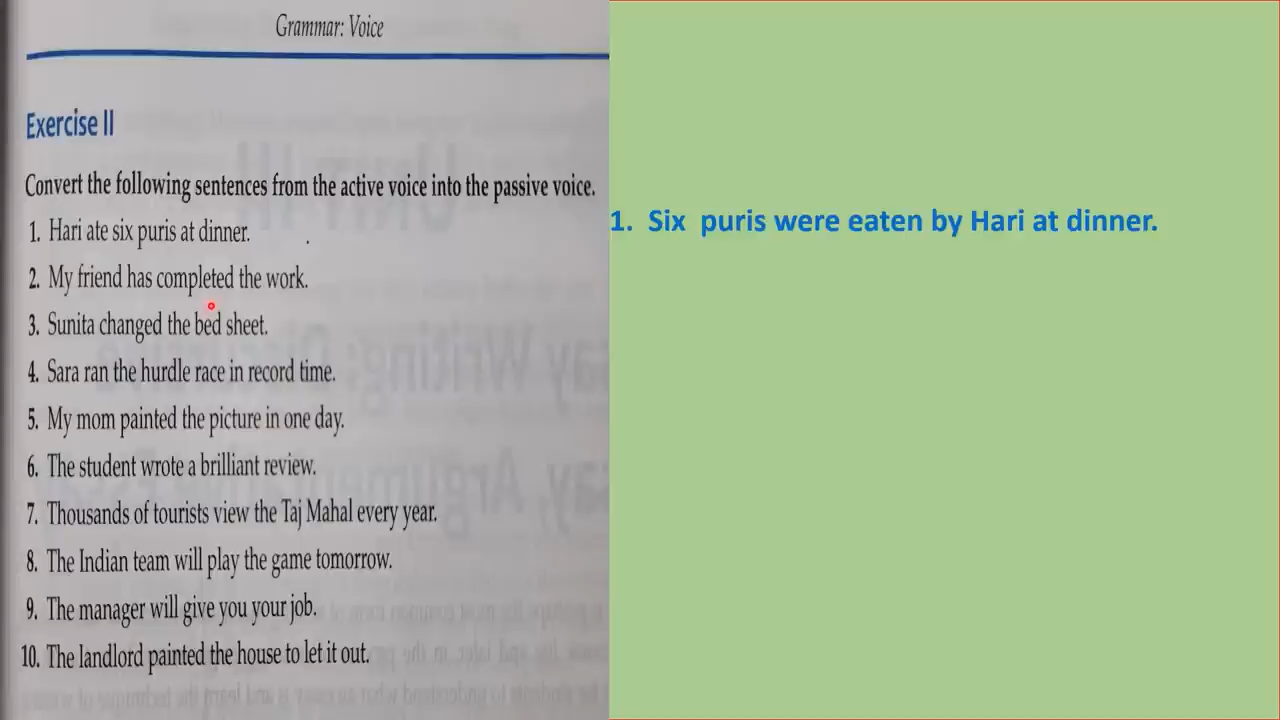 Grammar: Voice
Exercise II
Convert the following sentences from the active voice into the passive voice.
1. Hari ate six puris at dinner.
2. My friend has completed the work.
3. Sunita changed the bed sheet.
4. Sara ran the hurdle race in record time.
5. My mom painted the picture in one day.
6. The student wrote a brilliant review.
7. Thousands of tourists view the Taj Mahal every year.
8. The Indian team will play the game tomorrow.
9. The manager will give you your job.
10. The landlord painted the house to let it out.
1. Six puris were eaten by Hari at dinner.